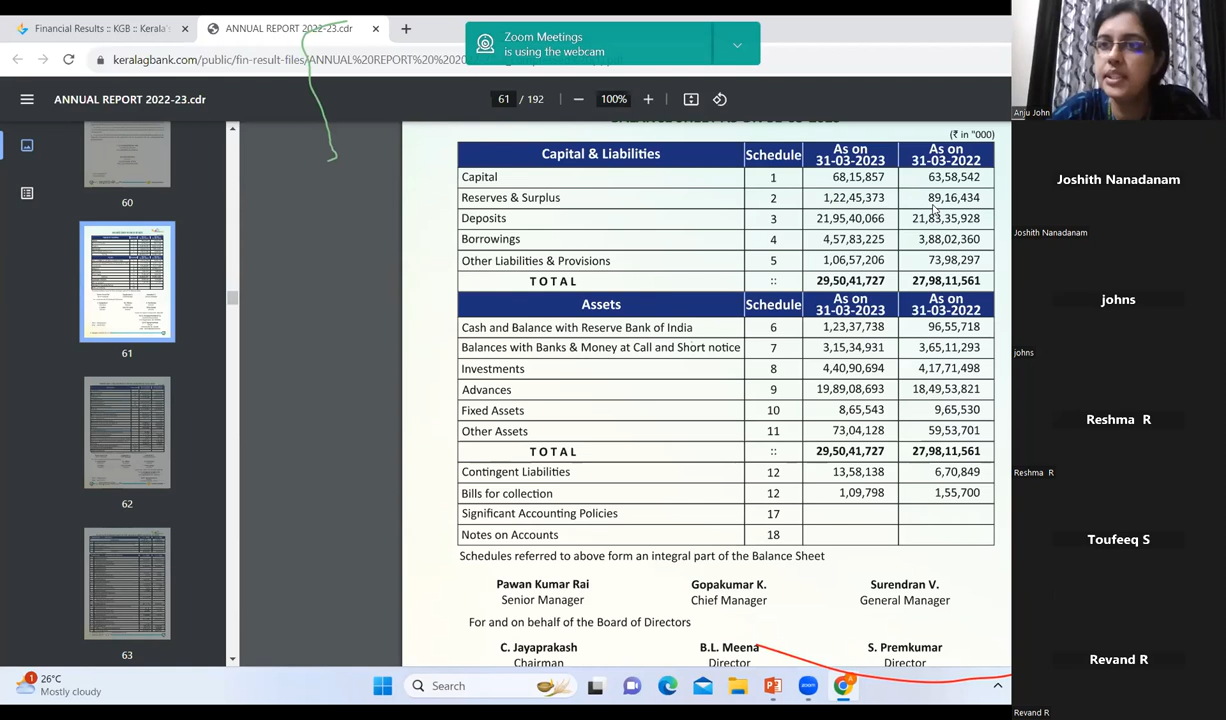 Financial Results :: KGB :: Kerala's
ANNUAL REPORT 2022-23.cdr
Zoom Meetings
is using the webcam
keralagbank.com/public/fin-result-files/ANNUAL%20REPORT%20%20
ANNUAL REPORT 2022-23.cdr
61 / 192
100%
(₹ in "000)
Capital & Liabilities Schedule As on 31-03-2023 As on 31-03-2022
Capital 1 68,15,857 63,58,542
Reserves & Surplus 2 1,22,45,373 89,16,434
Deposits 3 21,95,40,066 21,83,35,928
Borrowings 4 4,57,83,225 3,88,02,360
Other Liabilities & Provisions 5 1,06,57,206 73,98,297
T O T A L :: 29,50,41,727 27,98,11,561
Assets Schedule As on 31-03-2023 As on 31-03-2022
Cash and Balance with Reserve Bank of India 6 1,23,37,738 96,55,718
Balances with Banks & Money at Call and Short notice 7 3,15,34,931 3,65,11,293
Investments 8 4,40,90,694 4,17,71,498
Advances 9 19,89,08,693 18,49,53,821
Fixed Assets 10 8,65,543 9,65,530
Other Assets 11 73,04,128 59,53,701
T O T A L :: 29,50,41,727 27,98,11,561
Contingent Liabilities 12 13,58,138 6,70,849
Bills for collection 12 1,09,798 1,55,700
Significant Accounting Policies 17
Notes on Accounts 18
Schedules referred to above form an integral part of the Balance Sheet
Pawan Kumar Rai Gopakumar K. Surendran V.
Senior Manager Chief Manager General Manager
For and on behalf of the Board of Directors
C. Jayaprakash B.L. Meena S. Premkumar
Chairman Director Director
60
61
62
63
1
26°C
Mostly cloudy
Search
Anju John
Joshith Nanadanam
Joshith Nanadanam
johns
johns
Reshma R
Reshma R
Toufeeq S
Toufeeq S
Revand R
Revand R